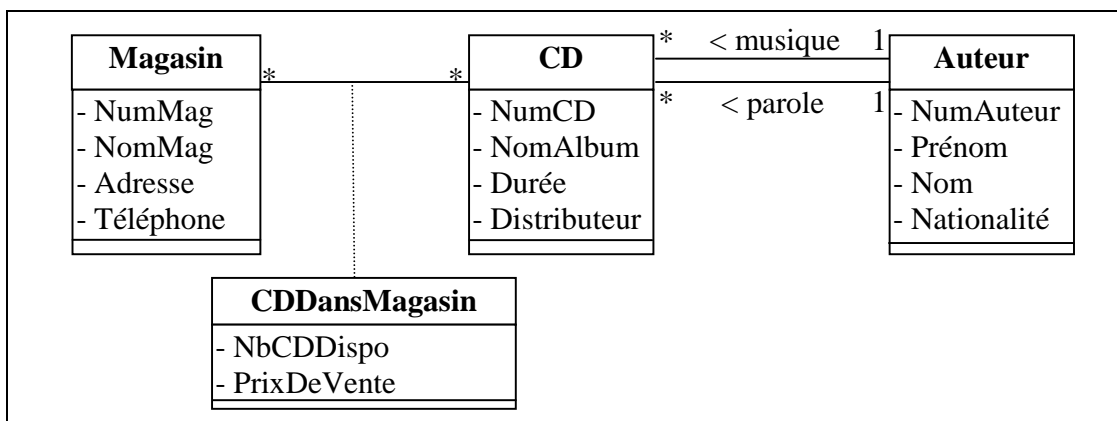 Magasin
- NumMag
- NomMag
- Adresse
- Téléphone
* *
CD
- NumCD
- NomAlbum
- Durée
- Distributeur
* < musique 1
* < parole 1
Auteur
- NumAuteur
- Prénom
- Nom
- Nationalité
CDDansMagasin
- NbCDDispo
- PrixDeVente